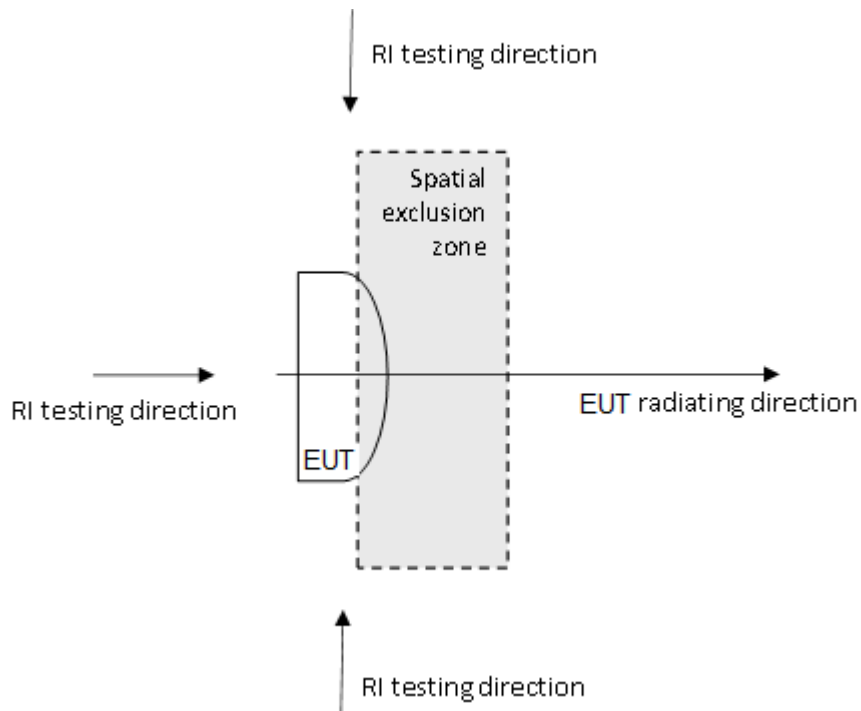 RI testing direction
Spatial
exclusion
zone
RI testing direction
EUT radiating direction
EUT
RI testing direction